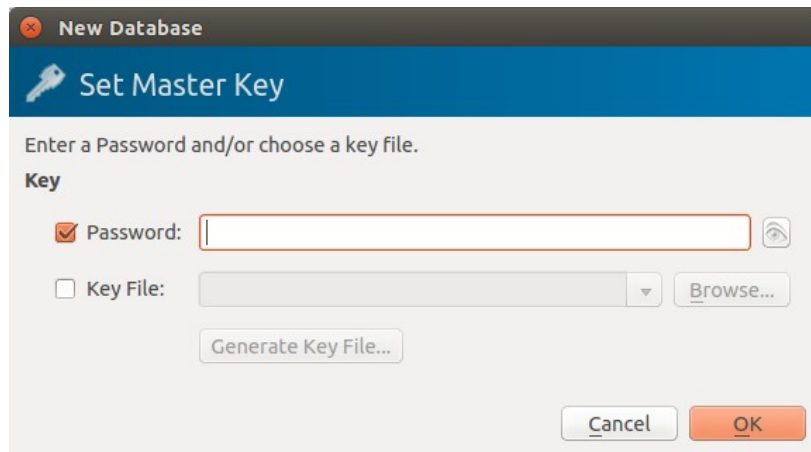 New Database
Set Master Key
Enter a Password and/or choose a key file.
Key
Password:
Key File:
Browse...
Generate Key File...
Cancel
OK